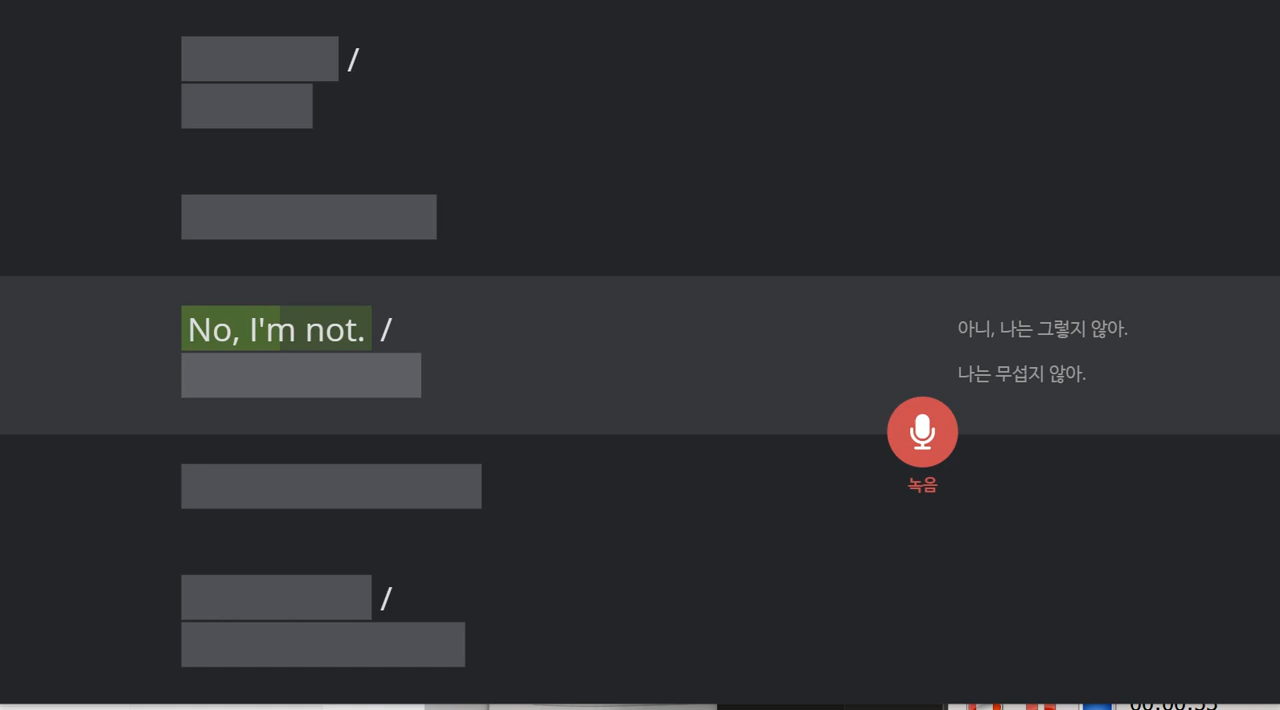 /
No, I'm not. /
아니, 나는 그렇지 않아.
나는 무섭지 않아.
녹음
/